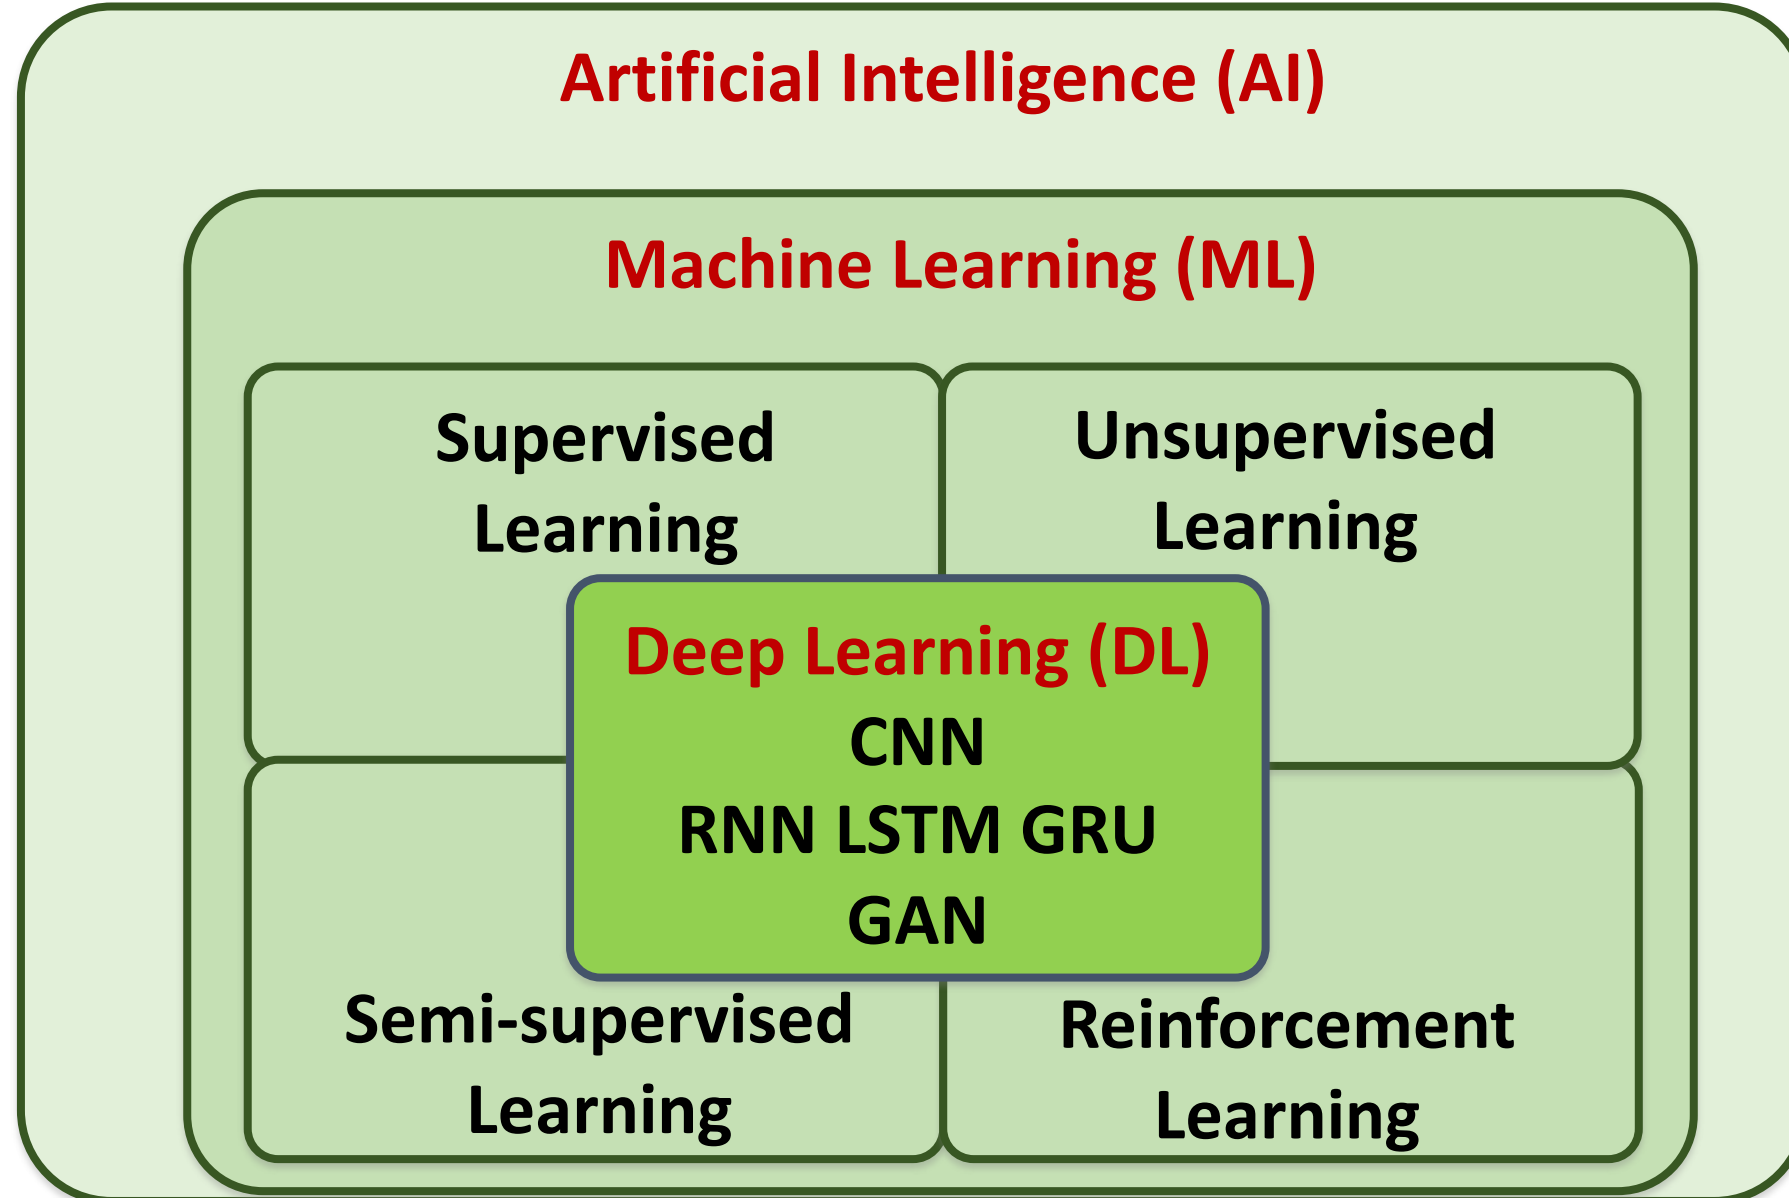 Artificial Intelligence (AI)
Machine Learning (ML)
Supervised
Learning
Unsupervised
Learning
Deep Learning (DL)
CNN
RNN LSTM GRU
GAN
Semi-supervised
Learning
Reinforcement
Learning